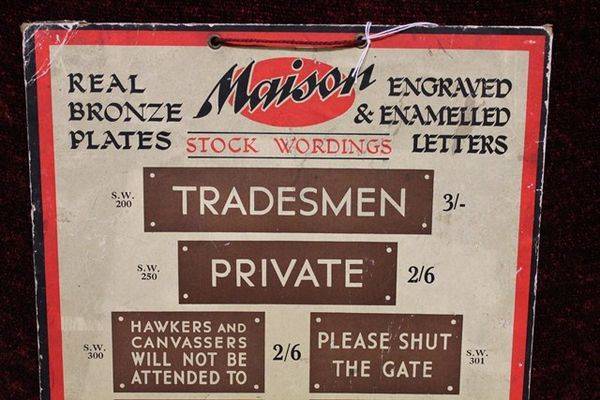 REAL
BRONZE
PLATES
Maison
ENGRAVED
& ENAMELLED
LETTERS
STOCK WORDINGS
S.W.
200
TRADESMEN
3/-
S.W.
250
PRIVATE
2/6
S.W.
300
HAWKERS AND
CANVASSERS
WILL NOT BE
ATTENDED TO
2/6
PLEASE SHUT
THE GATE
S.W.
301